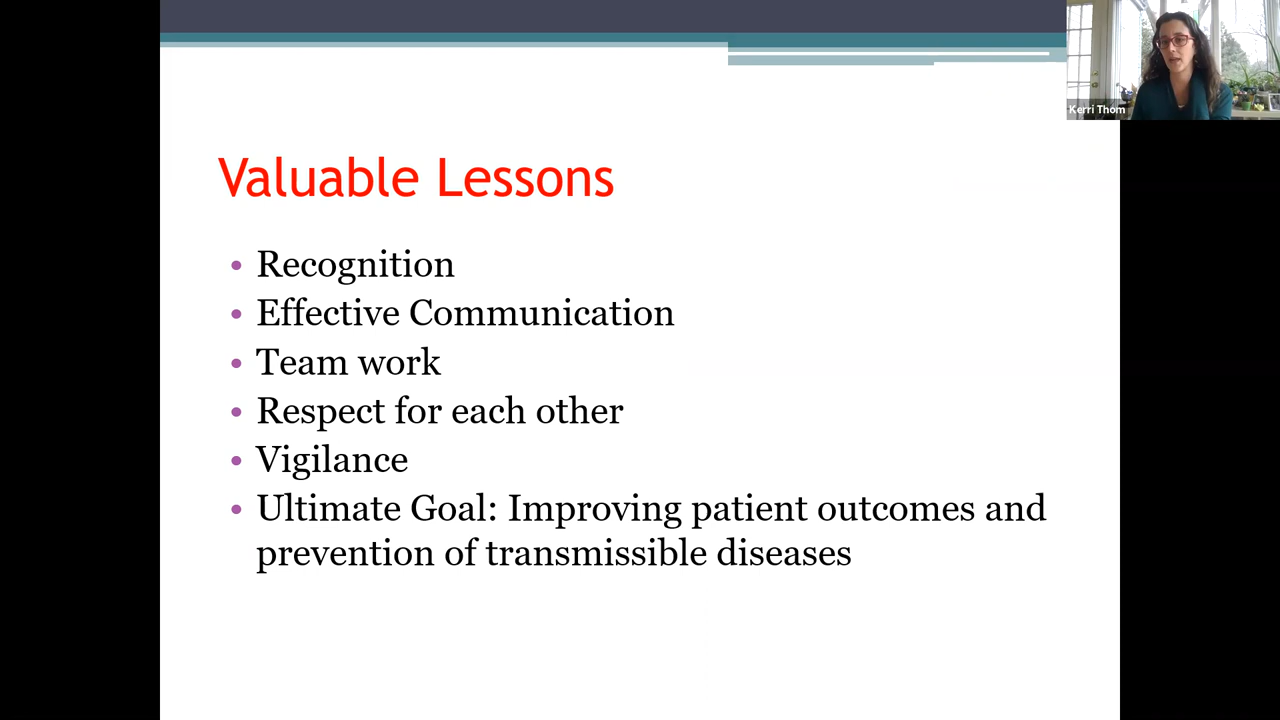 Kerri Thom
Valuable Lessons
• Recognition
• Effective Communication
• Team work
• Respect for each other
• Vigilance
• Ultimate Goal: Improving patient outcomes and
prevention of transmissible diseases